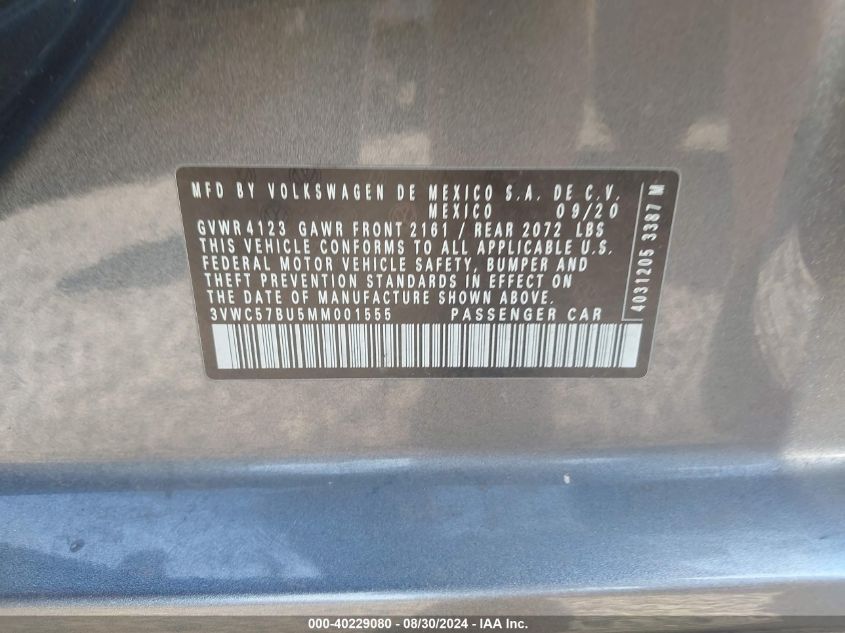 MFD BY VOLKSWAGEN DE MEXICO S.A. DE C.V.
MEXICO 09/20
GVWR 4123 GAWR FRONT 2161 / REAR 2072 LBS
THIS VEHICLE CONFORMS TO ALL APPLICABLE U.S.
FEDERAL MOTOR VEHICLE SAFETY, BUMPER AND
THEFT PREVENTION STANDARDS IN EFFECT ON
THE DATE OF MANUFACTURE SHOWN ABOVE.
3VWC57BU5MM001555 PASSENGER CAR
4031205 3387 M
000-40229080 - 08/30/2024 - IAA Inc.